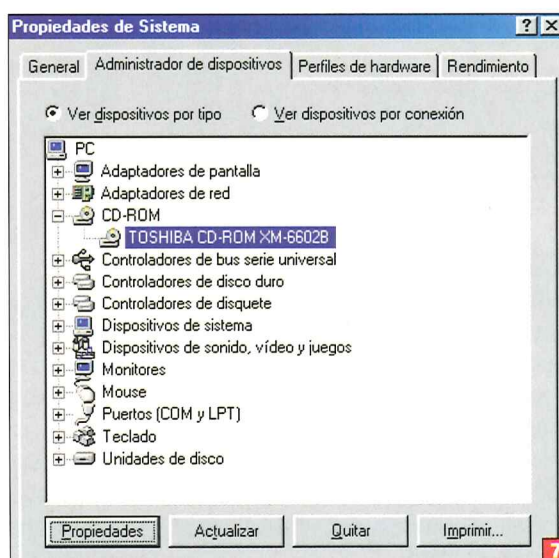 Propiedades de Sistema
General Administrador de dispositivos Perfiles de hardware Rendimiento
Ver dispositivos por tipo Ver dispositivos por conexión
PC
Adaptadores de pantalla
Adaptadores de red
CD-ROM
TOSHIBA CD-ROM XM-6602B
Controladores de bus serie universal
Controladores de disco duro
Controladores de disquete
Dispositivos de sistema
Dispositivos de sonido, vídeo y juegos
Monitores
Mouse
Puertos (COM y LPT)
Teclado
Unidades de disco
Propiedades Actualizar Quitar Imprimir...